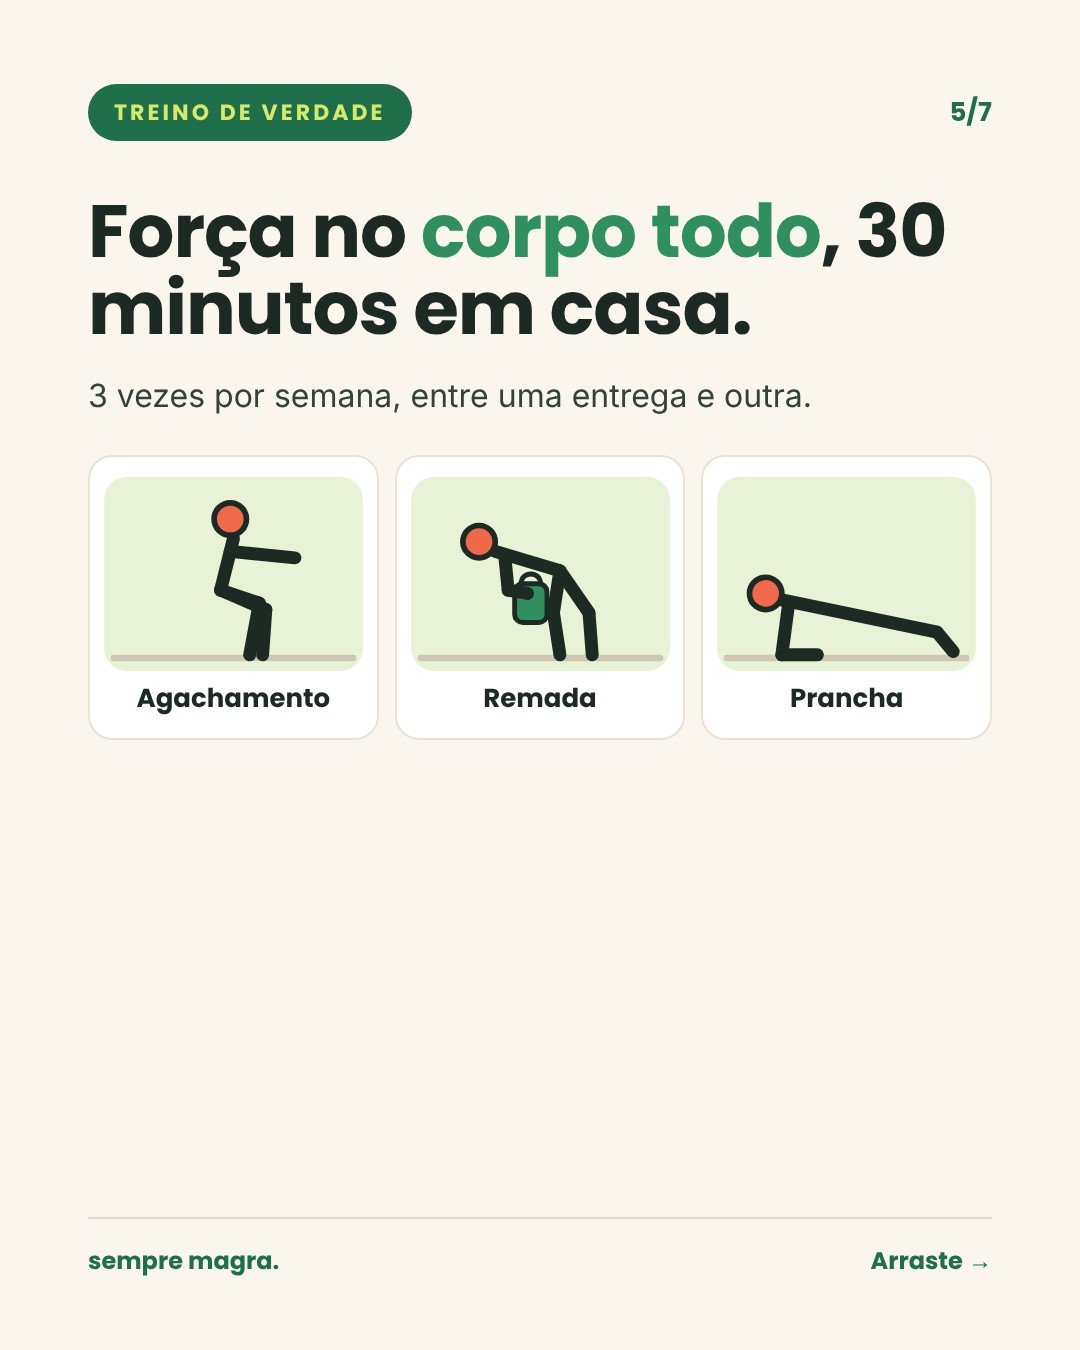 TREINO DE VERDADE
5/7
Força no corpo todo, 30
minutos em casa.
3 vezes por semana, entre uma entrega e outra.
Agachamento
Remada
Prancha
sempre magra.
Arraste →